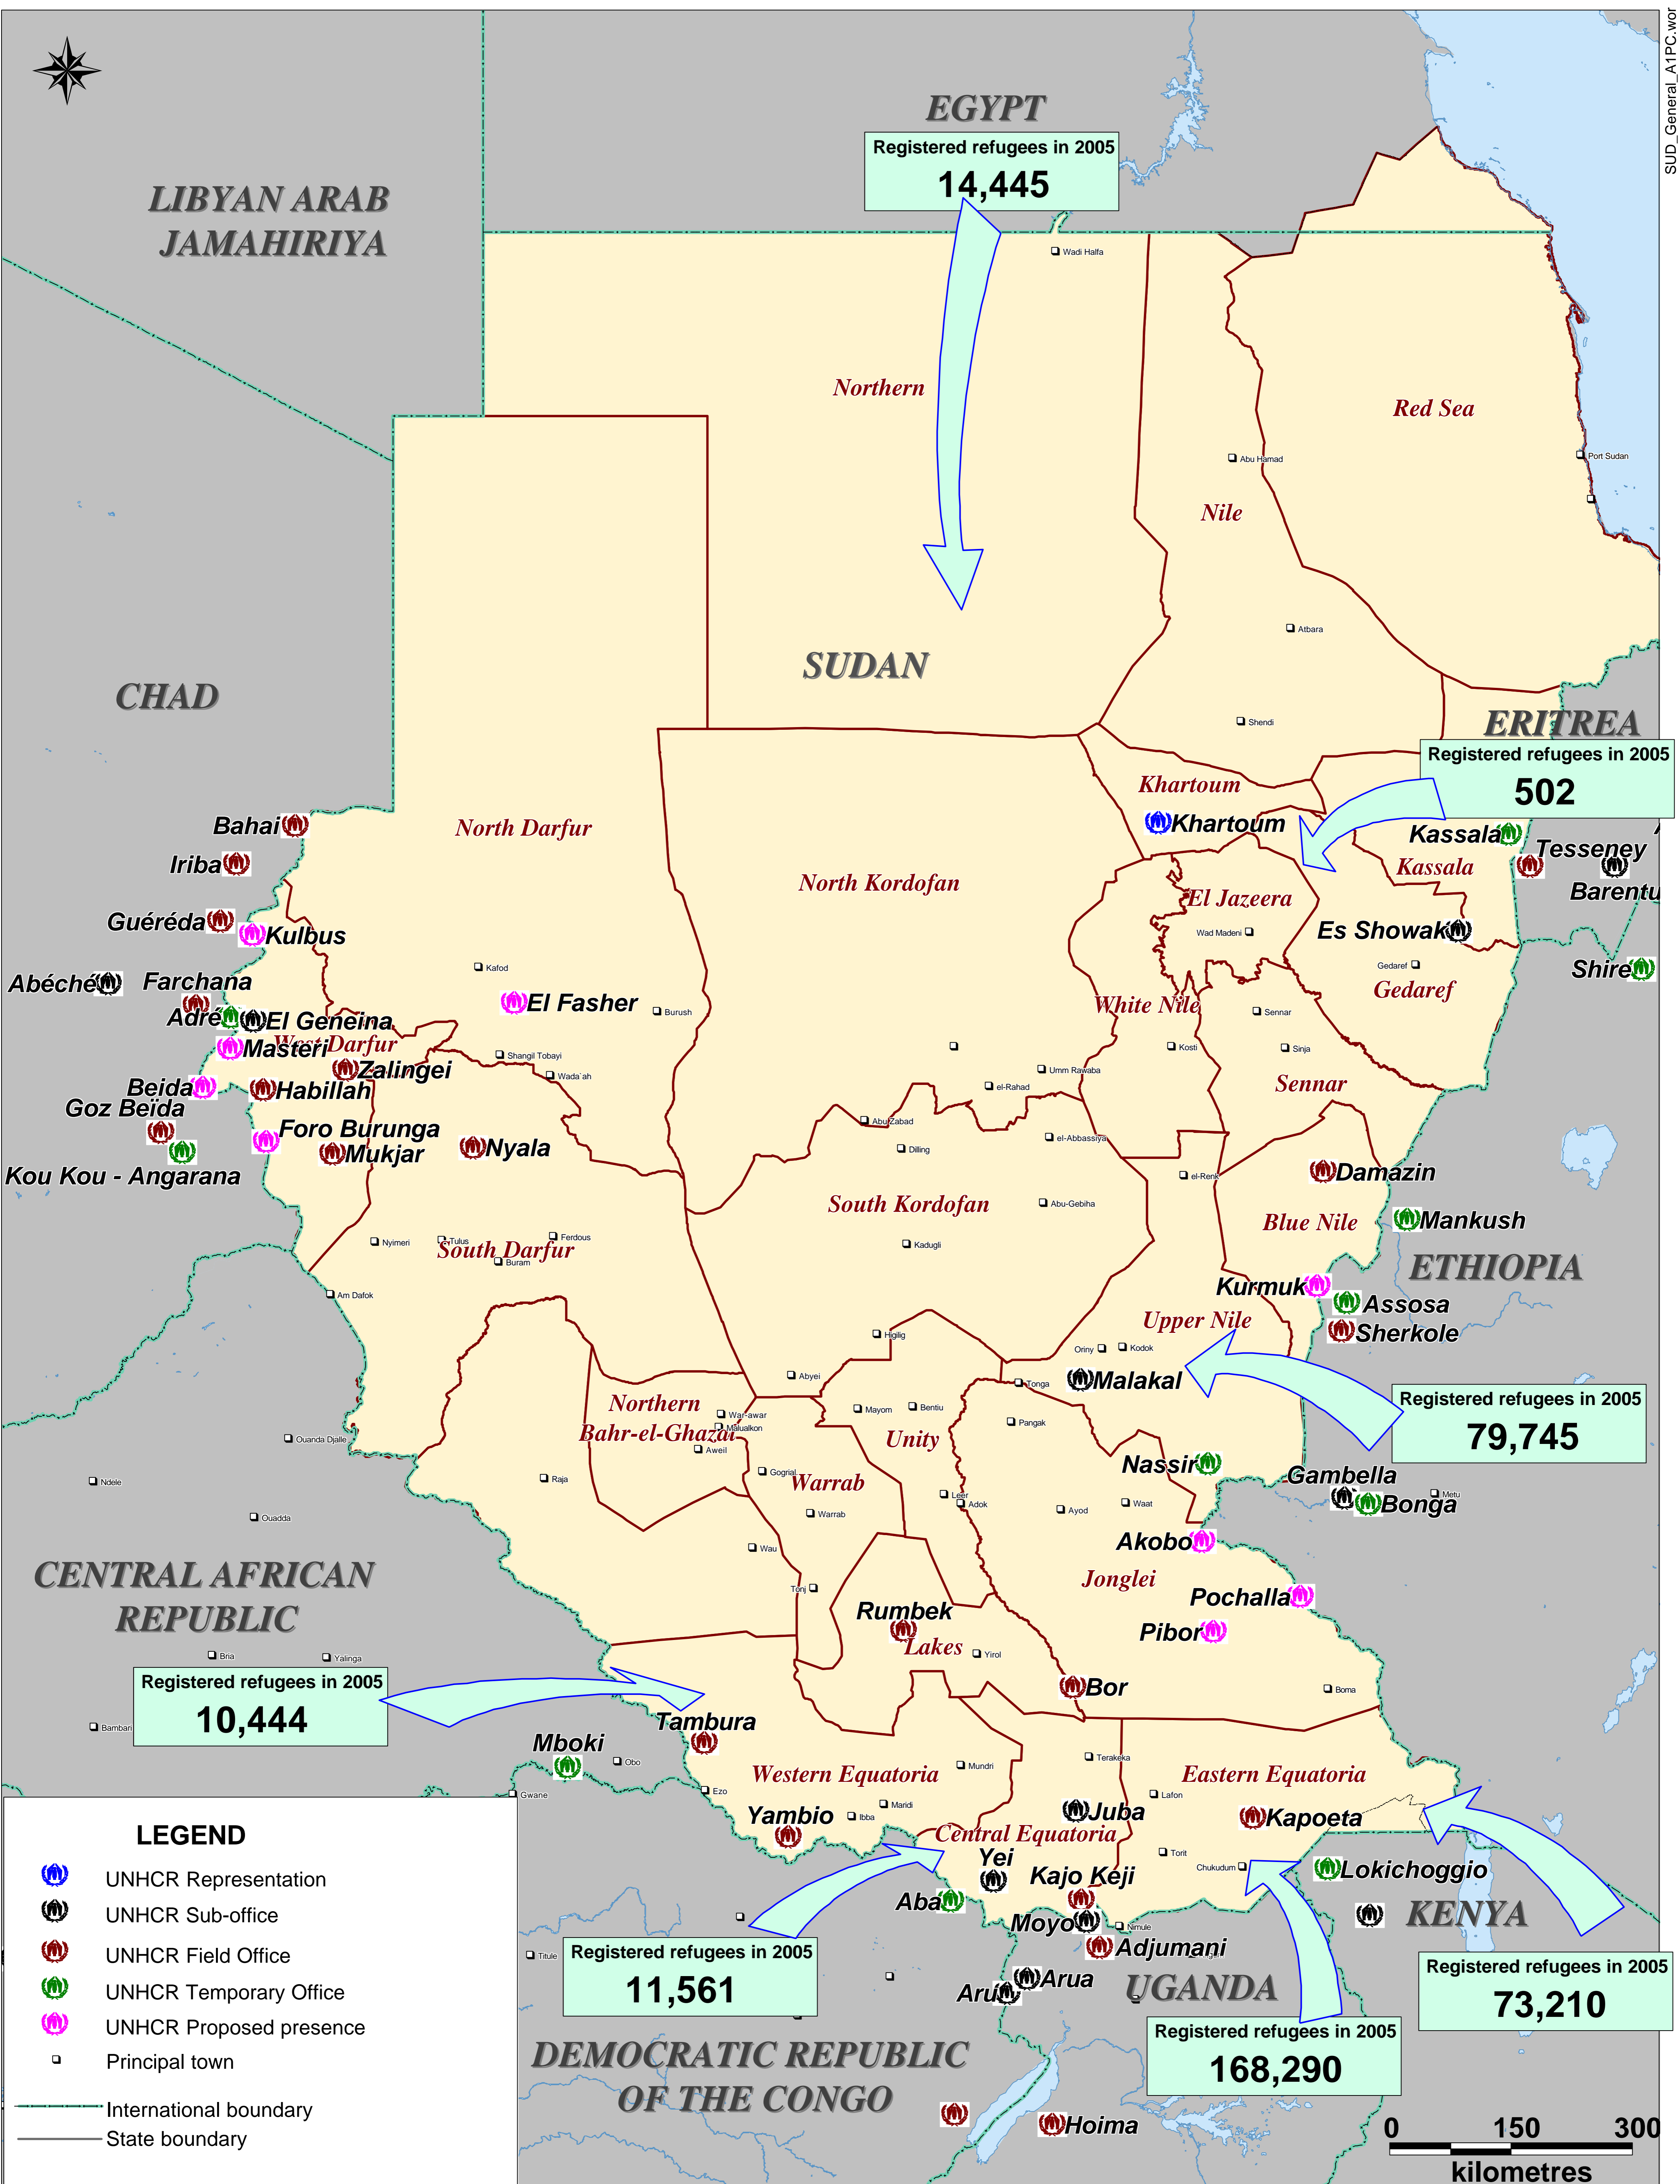 SUD_General_A1PC.wor
EGYPT
Registered refugees in 2005
14,445
LIBYAN ARAB
JAMAHIRIYA
Wadi Halfa
Northern
Red Sea
Abu Hamad
Port Sudan
Nile
Atbara
SUDAN
CHAD
Shendi
ERITREA
Registered refugees in 2005
502
Khartoum
Khartoum
Bahai
North Darfur
Kassala
Tesseney
Iriba
Kassala
North Kordofan
Barentu
El Jazeera
Guéréda
Kulbus
Wad Madeni
Es Showak
Kafod
Gedaref
Shire
Abéché
Farchana
Gedaref
El Fasher
White Nile
Burush
Sennar
Adré
El Geneina
West Darfur
Masteri
Kosti
Sinja
Shangil Tobayi
Zalingei
Wada`ah
Umm Rawaba
Sennar
Beida
Habillah
el-Rahad
Goz Beïda
Abu Zabad
Foro Burunga
el-Abbassiya
Mukjar
Nyala
Dilling
Kou Kou - Angarana
el-Renk
Damazin
South Kordofan
Abu-Gebiha
Blue Nile
Mankush
Nyimeri
Tulus
Ferdous
South Darfur
Kadugli
Buram
ETHIOPIA
Am Dafok
Kurmuk
Assosa
Upper Nile
Sherkole
Higilig
Oriny
Kodok
Abyei
Malakal
Tonga
Northern
Bahr-el-Ghazal
War-awar
Malualkon
Mayom
Bentiu
Pangak
Registered refugees in 2005
79,745
Ouanda Djalle
Aweil
Unity
Nassir
Ndele
Raja
Gogrial
Warrab
Gambella
Leer
Adok
Metu
Bonga
Ouadda
Warrab
Ayod
Waat
Wau
Akobo
CENTRAL AFRICAN
REPUBLIC
Tonj
Jonglei
Pochalla
Rumbek
Pibor
Lakes
Bria
Yalinga
Yirol
Registered refugees in 2005
10,444
Bor
Boma
Bambari
Tambura
Mboki
Obo
Terakeka
Mundri
Western Equatoria
Eastern Equatoria
Gwane
Ezo
Lafon
Maridi
Juba
Yambio
Ibba
Kapoeta
Central Equatoria
Torit
Yei
Chukudum
Kajo Keji
Lokichoggio
Aba
Moyo
Nimule
KENYA
Adjumani
Titule
Registered refugees in 2005
11,561
Arua
Aru
UGANDA
Registered refugees in 2005
73,210
Registered refugees in 2005
168,290
DEMOCRATIC REPUBLIC
OF THE CONGO
Hoima
LEGEND
UNHCR Representation
UNHCR Sub-office
UNHCR Field Office
UNHCR Temporary Office
UNHCR Proposed presence
Principal town
International boundary
State boundary
0 150 300
kilometres